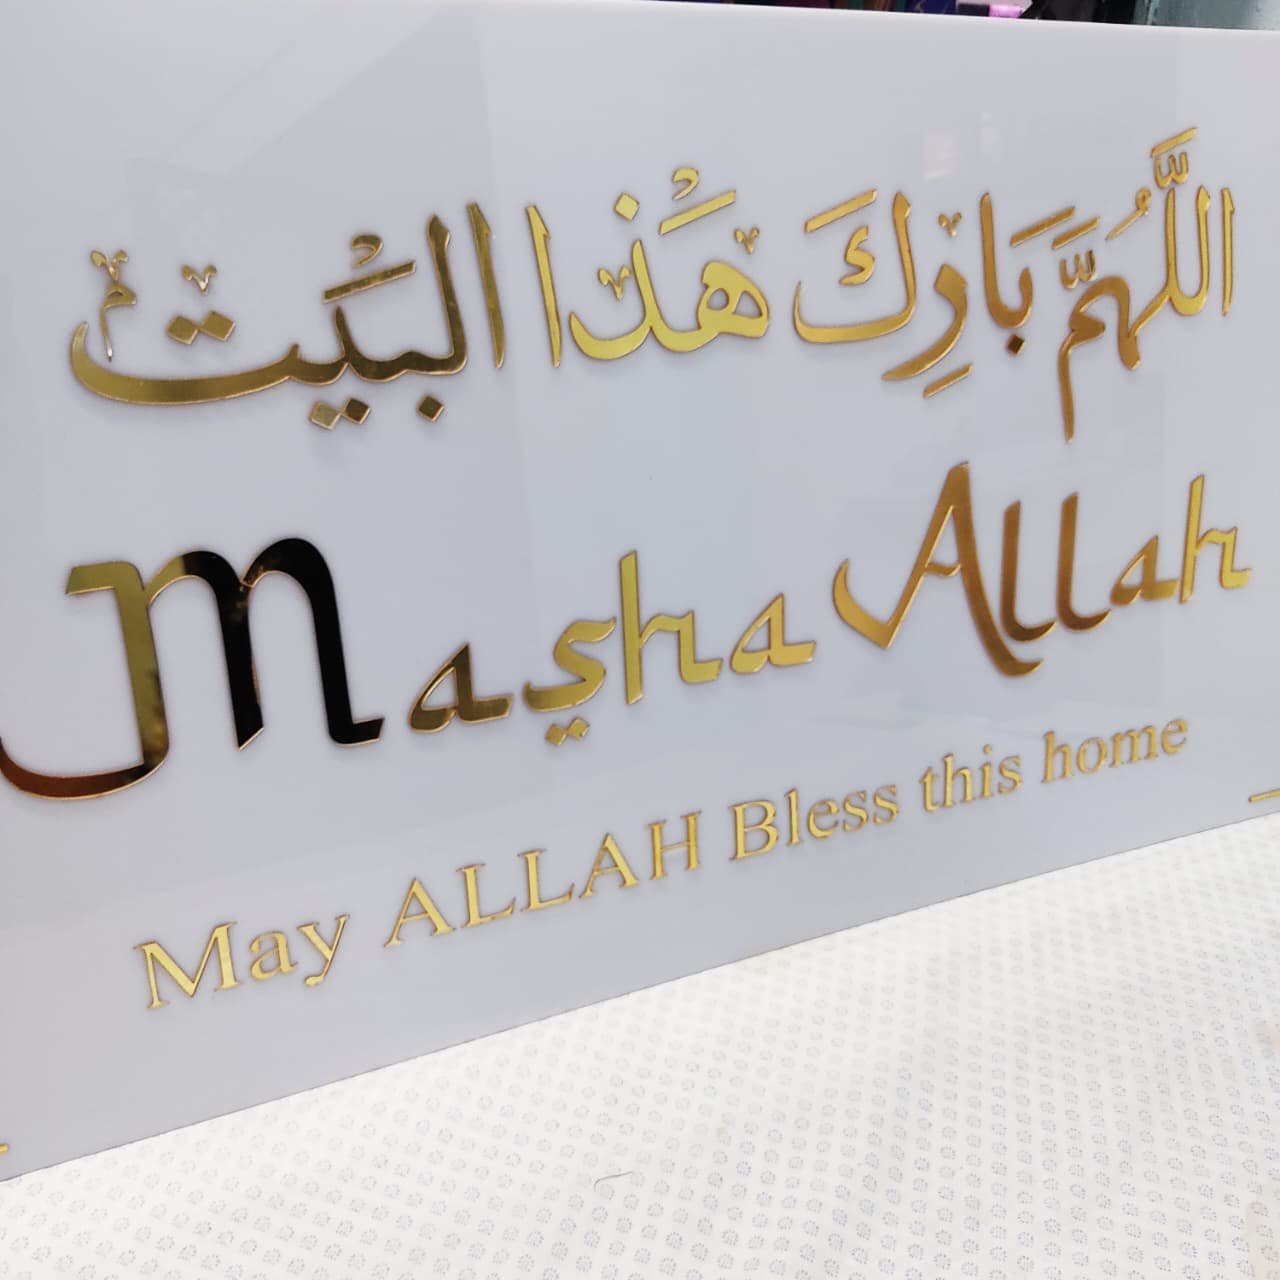 اللَّهُمَّ بَارِكَ هَٰذَا الْبَيْت
Masha Allah
May ALLAH Bless this home